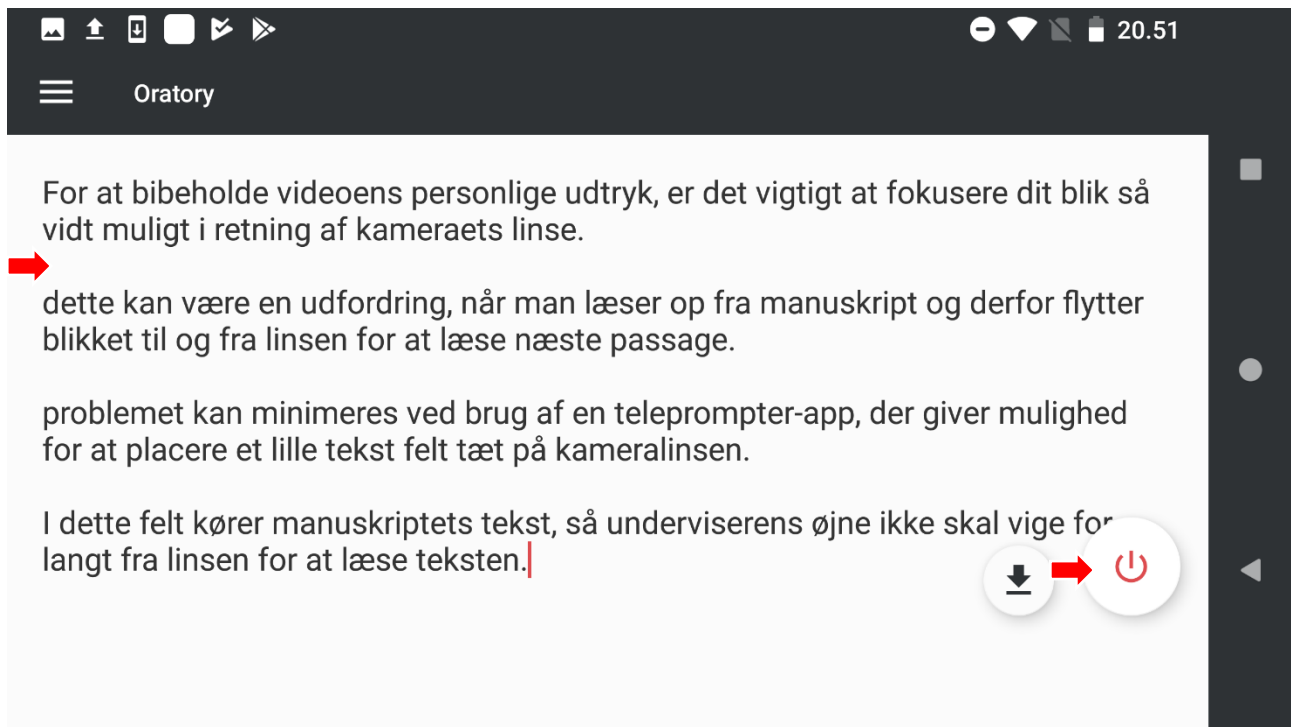 20.51
Oratory
For at bibeholde videoens personlige udtryk, er det vigtigt at fokusere dit blik så
vidt muligt i retning af kameraets linse.
dette kan være en udfordring, når man læser op fra manuskript og derfor flytter
blikket til og fra linsen for at læse næste passage.
problemet kan minimeres ved brug af en teleprompter-app, der giver mulighed
for at placere et lille tekst felt tæt på kameralinsen.
I dette felt kører manuskriptets tekst, så underviserens øjne ikke skal vige for
langt fra linsen for at læse teksten.